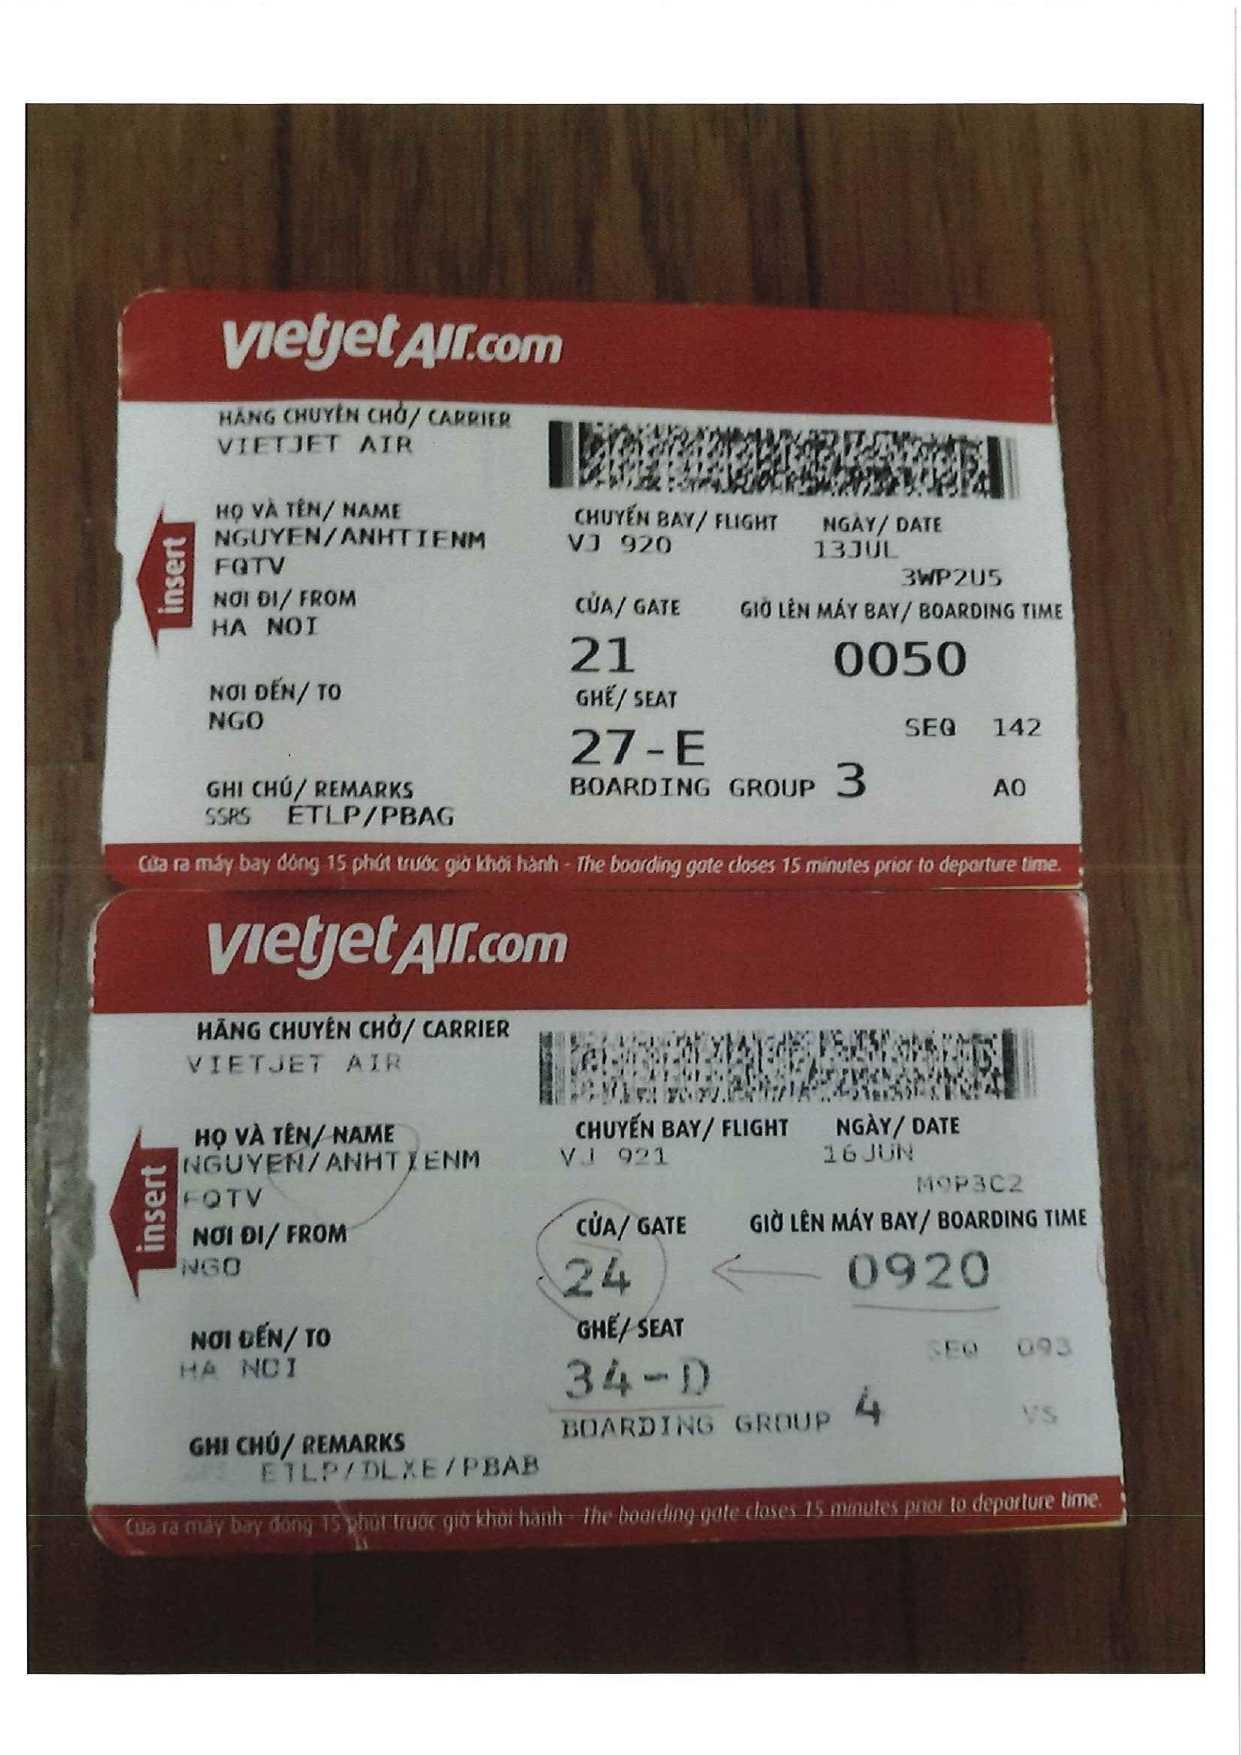 vietjetAir.com
HÃNG CHUYÊN CHỞ/ CARRIER
VIETJET AIR
HỌ VÀ TÊN/ NAME
NGUYEN/ANHTIENM
FQTV
CHUYẾN BAY/ FLIGHT
VJ 920
NGÀY/ DATE
13JUL
3WP2U5
NƠI ĐI/ FROM
HA NOI
CỬA/ GATE
21
GIỜ LÊN MÁY BAY/ BOARDING TIME
0050
NƠI ĐẾN/ TO
NGO
GHẾ/ SEAT
27-E
SEQ 142
BOARDING GROUP 3
A0
GHI CHÚ/ REMARKS
SSRS ETLP/PBAG
insert
Cửa ra máy bay đóng 15 phút trước giờ khởi hành - The boarding gate closes 15 minutes prior to departure time.
vietjetAir.com
HÃNG CHUYÊN CHỞ/ CARRIER
VIETJET AIR
HỌ VÀ TÊN/ NAME
NGUYEN/ANHTIENM
FQTV
CHUYẾN BAY/ FLIGHT
VJ 921
NGÀY/ DATE
16JUN
M9P3C2
NƠI ĐI/ FROM
NGO
CỬA/ GATE
24
GIỜ LÊN MÁY BAY/ BOARDING TIME
0920
NƠI ĐẾN/ TO
HA NOI
GHẾ/ SEAT
34-D
SEQ 093
BOARDING GROUP 4
VS
GHI CHÚ/ REMARKS
ETLP/DLXE/PBAB
insert
Cửa ra máy bay đóng 15 phút trước giờ khởi hành - The boarding gate closes 15 minutes prior to departure time.